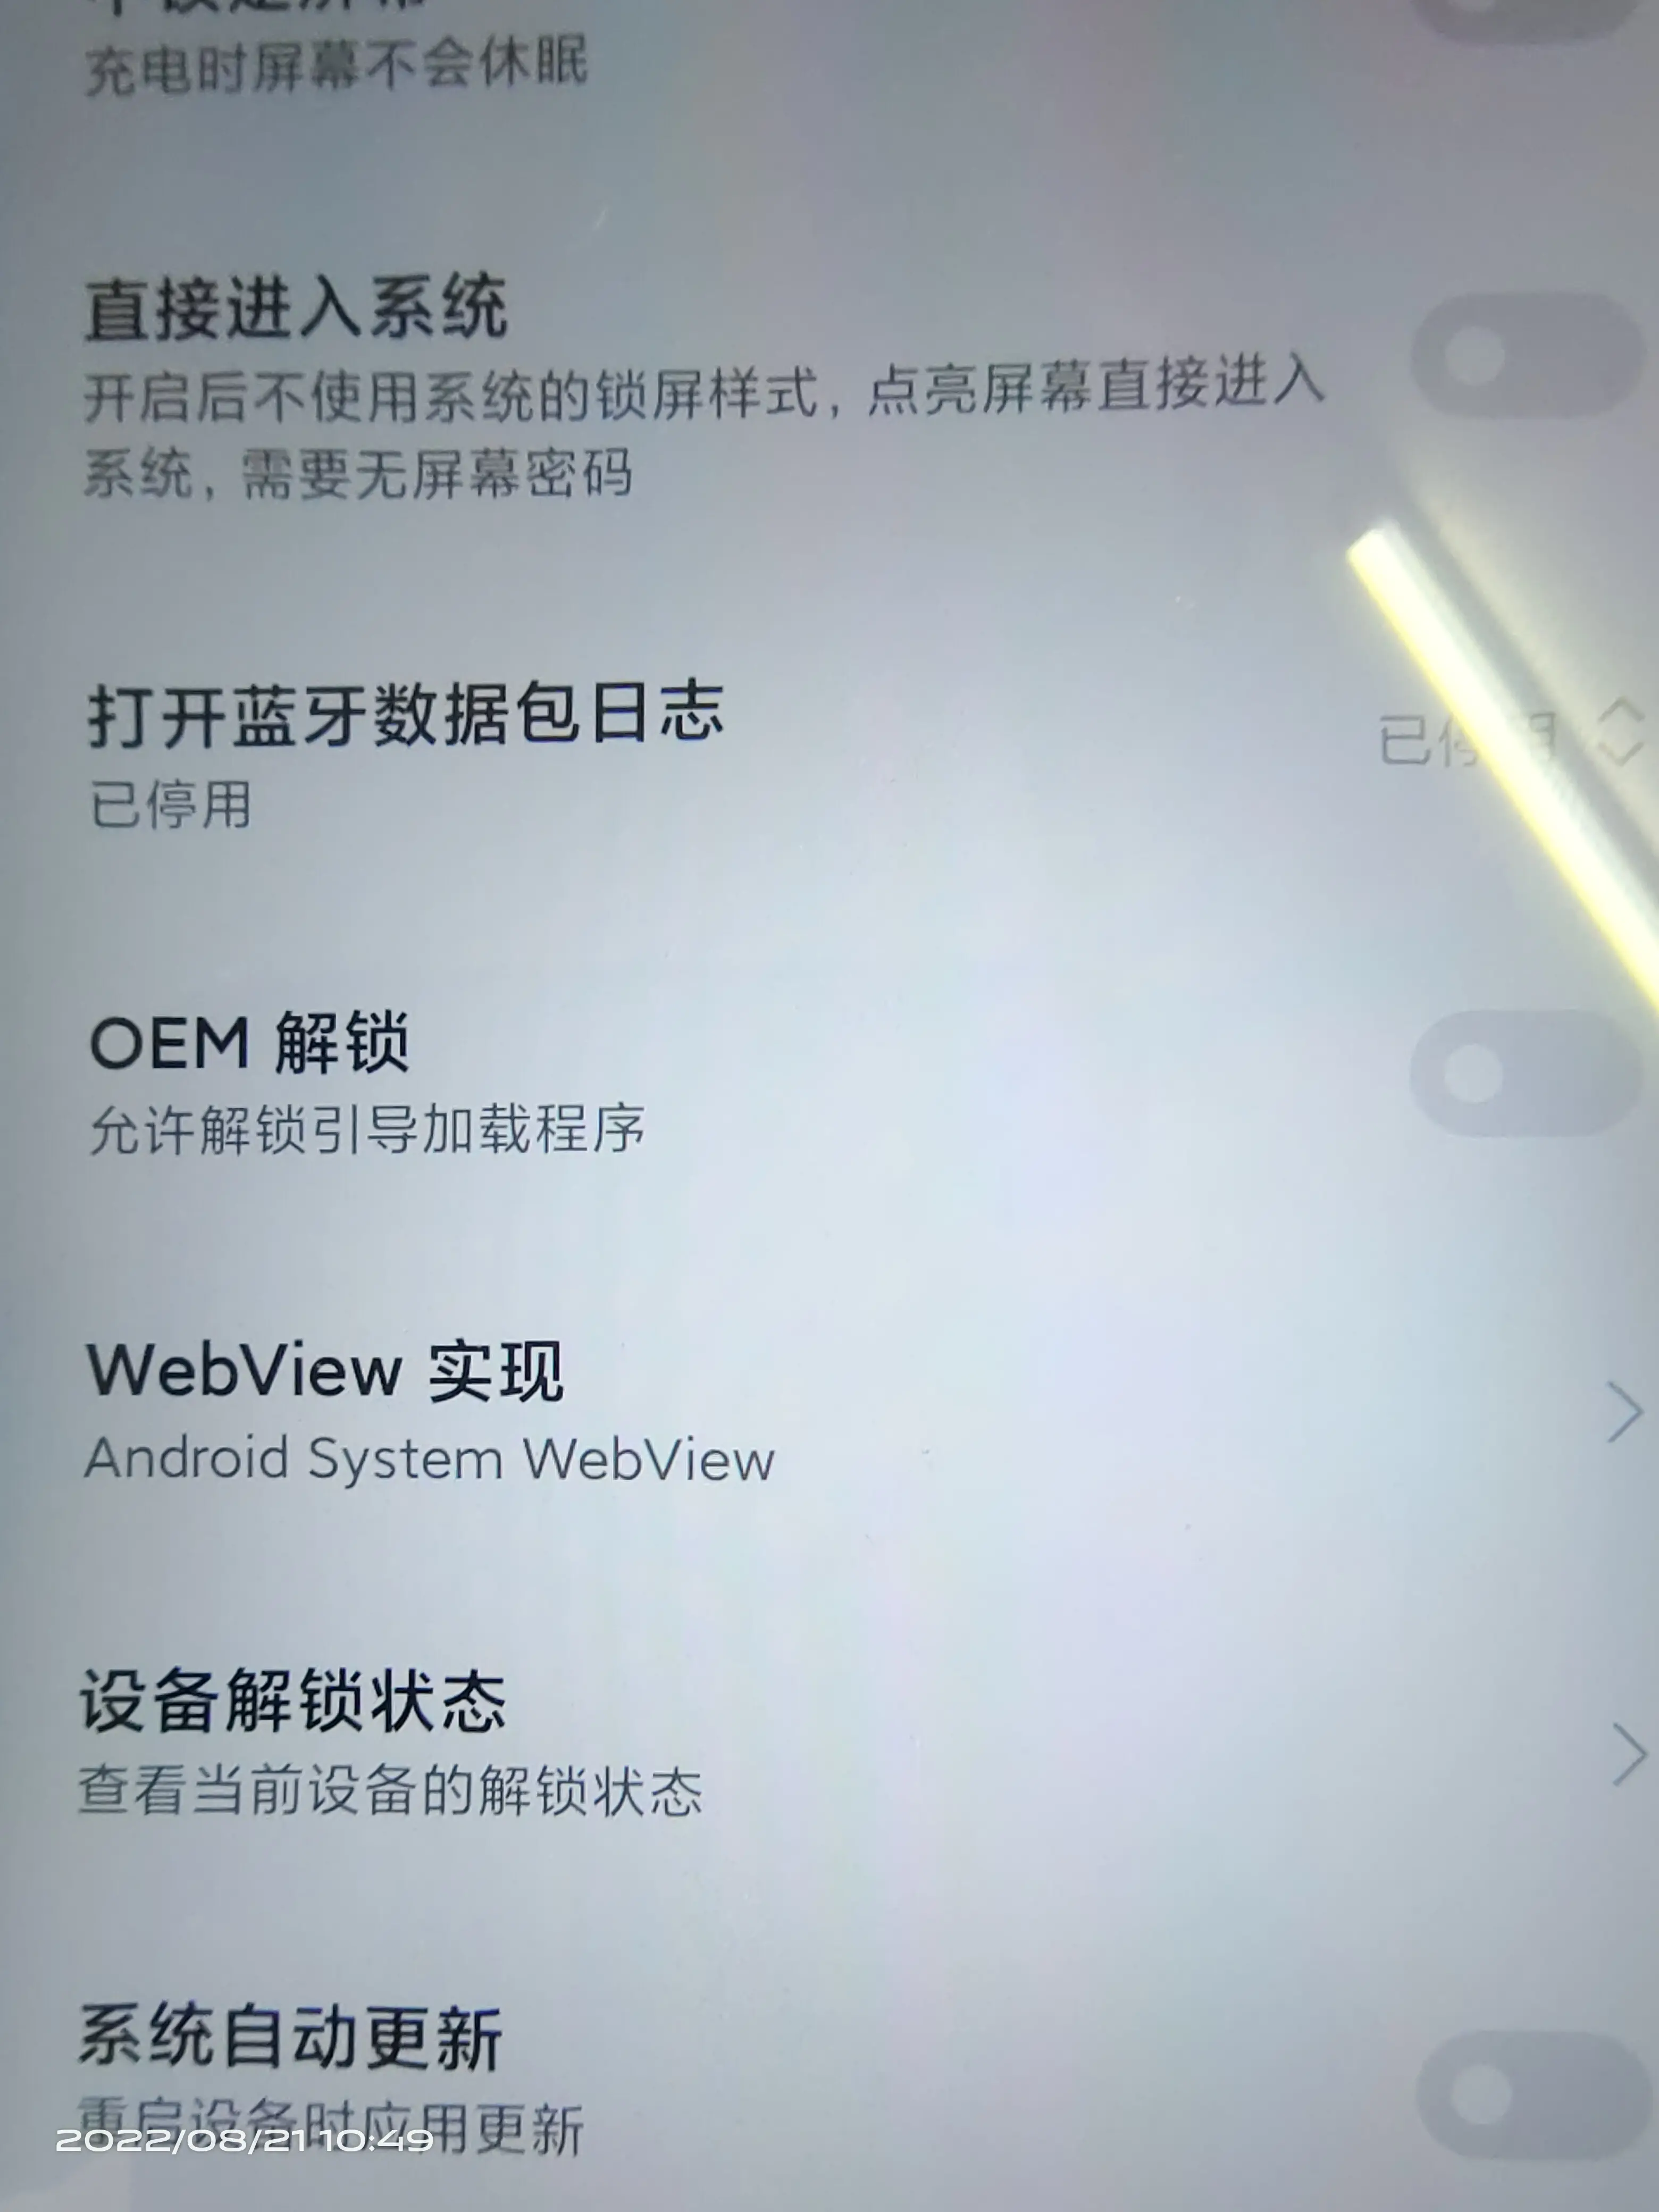 充电时屏幕不会休眠
直接进入系统
开启后不使用系统的锁屏样式，点亮屏幕直接进入
系统，需要无屏幕密码
打开蓝牙数据包日志
已停用
已停用
OEM 解锁
允许解锁引导加载程序
WebView 实现
Android System WebView
设备解锁状态
查看当前设备的解锁状态
系统自动更新
重启设备时应用更新
2022/08/21 10:49